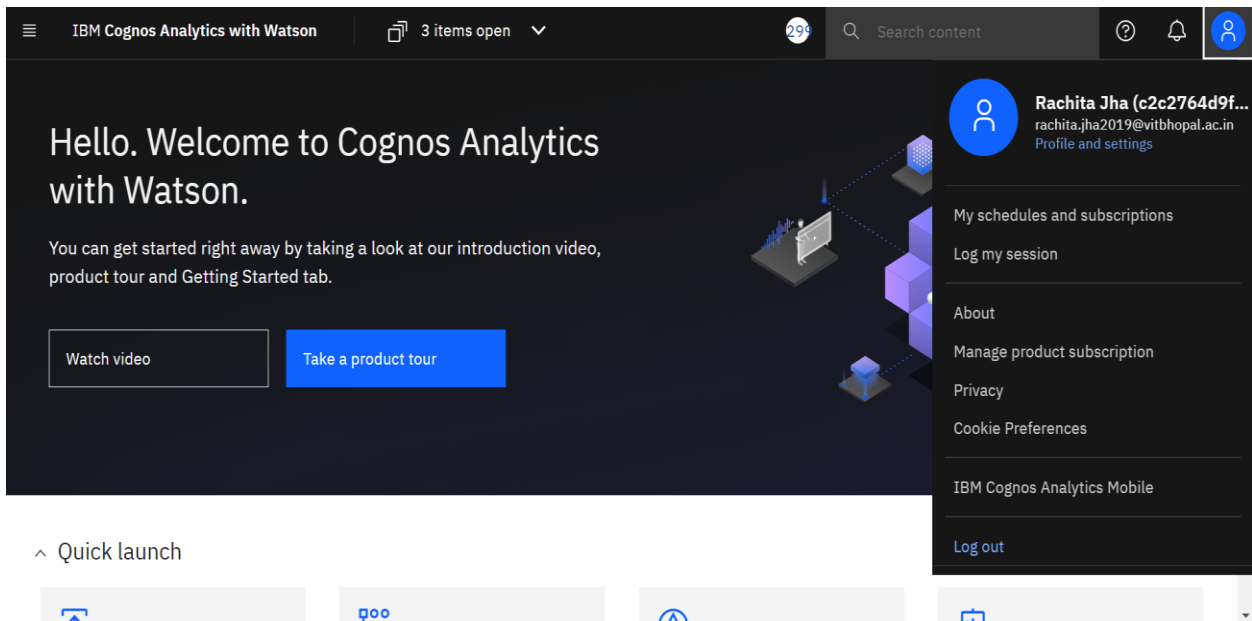 IBM Cognos Analytics with Watson
3 items open
299
Search content
Hello. Welcome to Cognos Analytics
with Watson.
You can get started right away by taking a look at our introduction video,
product tour and Getting Started tab.
Watch video
Take a product tour
Rachita Jha (c2c2764d9f...
rachita.jha2019@vitbhopal.ac.in
Profile and settings
My schedules and subscriptions
Log my session
About
Manage product subscription
Privacy
Cookie Preferences
IBM Cognos Analytics Mobile
Log out
Quick launch